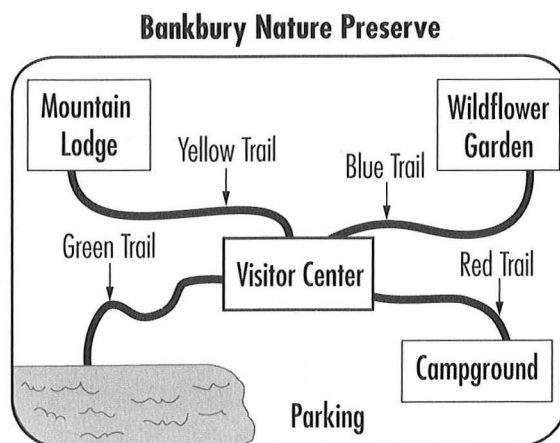 Bankbury Nature Preserve
Mountain
Lodge
Wildflower
Garden
Yellow Trail
Blue Trail
Green Trail
Visitor Center
Red Trail
Campground
Parking